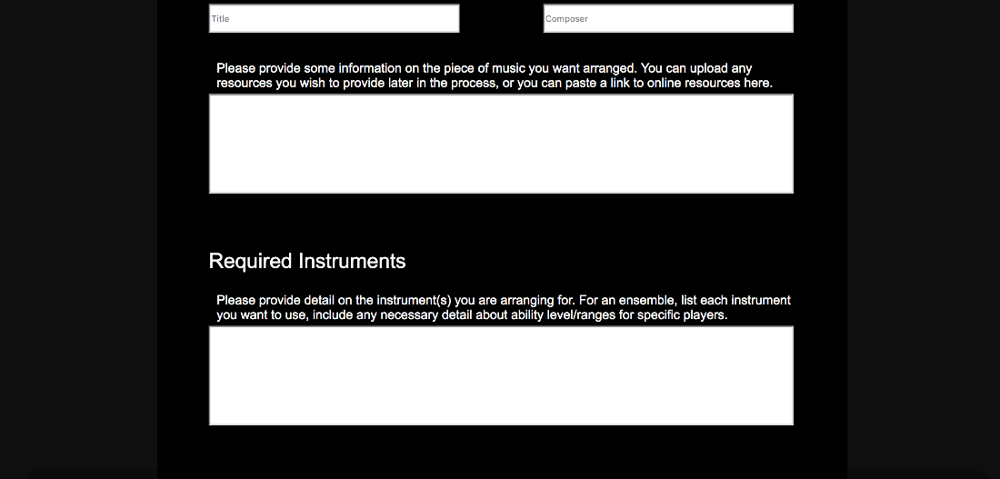 Title
Composer
Please provide some information on the piece of music you want arranged. You can upload any
resources you wish to provide later in the process, or you can paste a link to online resources here.
Required Instruments
Please provide detail on the instrument(s) you are arranging for. For an ensemble, list each instrument
you want to use, include any necessary detail about ability level/ranges for specific players.